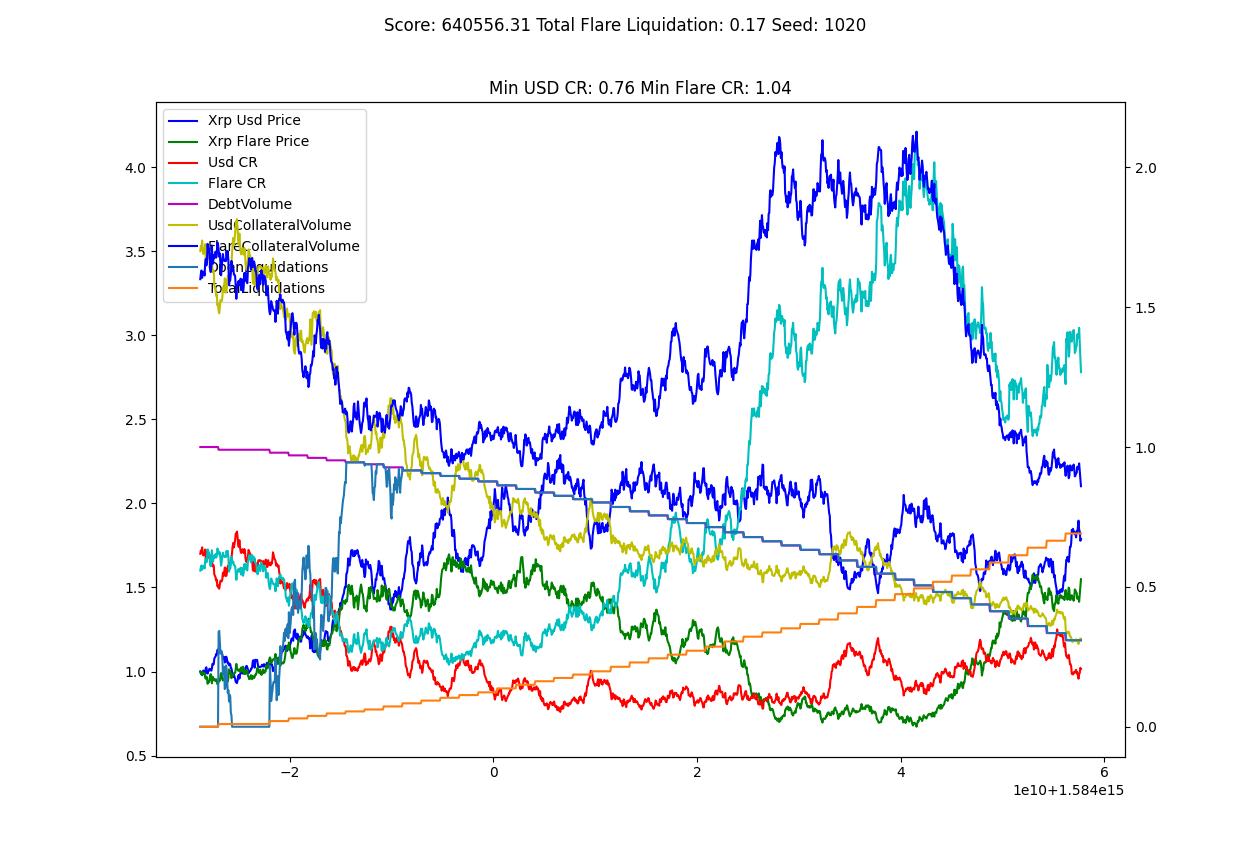 Score: 640556.31 Total Flare Liquidation: 0.17 Seed: 1020
Min USD CR: 0.76 Min Flare CR: 1.04
Xrp Usd Price
Xrp Flare Price
Usd CR
Flare CR
DebtVolume
UsdCollateralVolume
FlareCollateralVolume
OpenLiquidations
TotalLiquidations
4.0
3.5
3.0
2.5
2.0
1.5
1.0
0.5
2.0
1.5
1.0
0.5
0.0
−2
0
2
4
6
1e10+1.584e15